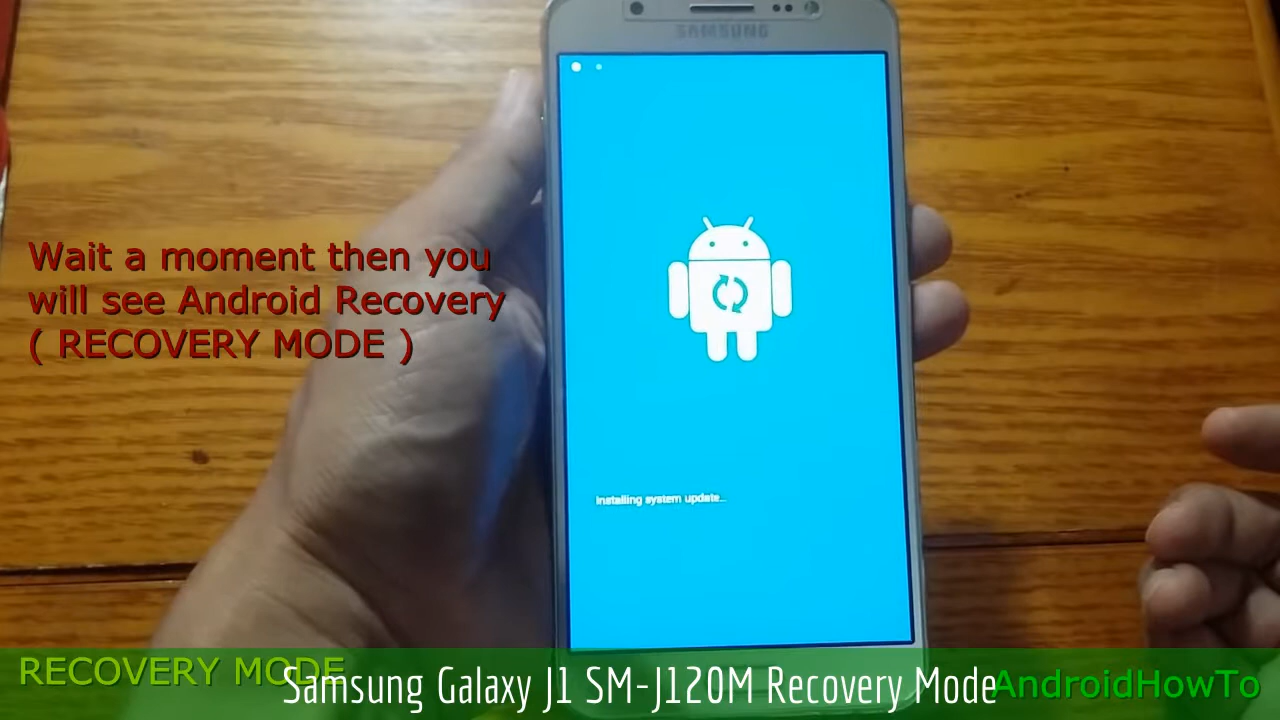 SAMSUNG
Wait a moment then you
will see Android Recovery
( RECOVERY MODE )
Installing system update...
RECOVERY MODE
Samsung Galaxy J1 SM-J120M Recovery Mode
AndroidHowTo